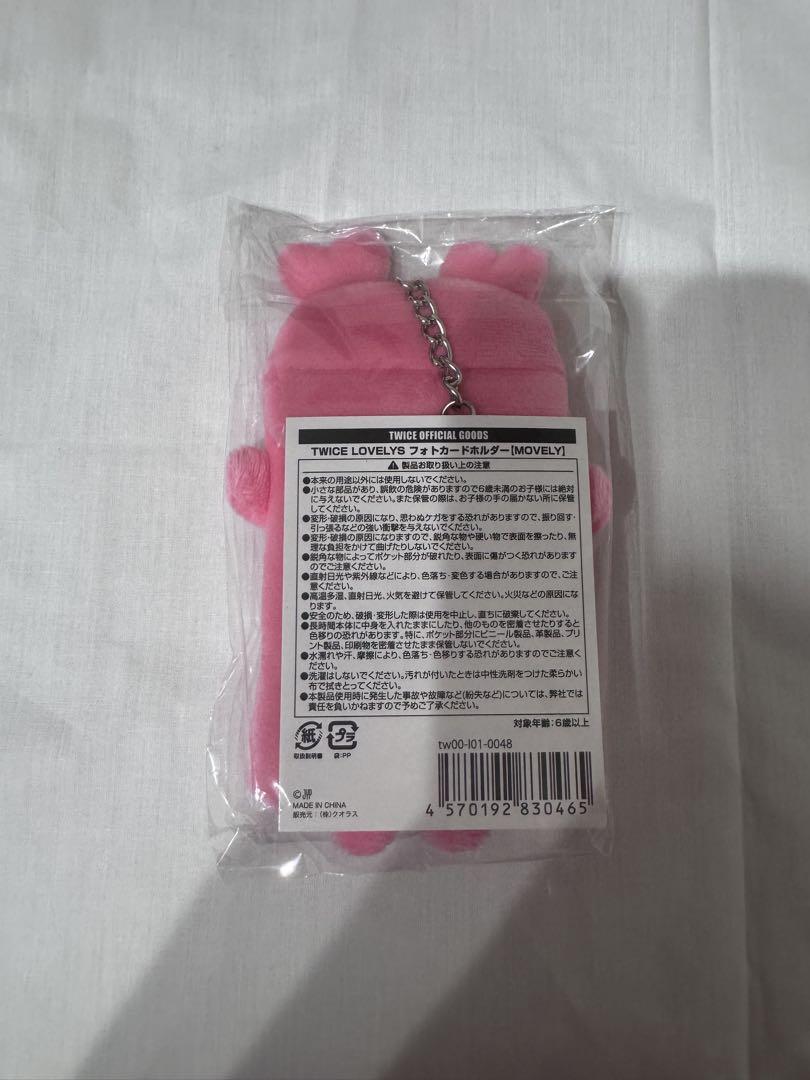 TWICE OFFICIAL GOODS
TWICE LOVELYS フォトカードホルダー【MOVELY】
⚠製品お取り扱い上の注意
●本来の用途以外には使用しないでください。
●小さな部品があり、誤飲の危険がありますので6歳未満のお子様には絶対
に与えないでください。また保管の際は、お子様の手の届かない所に保管
してください。
●変形・破損の原因になり、思わぬケガをする恐れがありますので、振り回す・
引っ張るなどの強い衝撃を与えないでください。
●変形・破損の原因になりますので、鋭角な物や硬い物で表面を擦ったり、無
理な負担をかけて曲げたりしないでください。
●鋭角な物によってポケット部分が破れたり、表面に傷がつく恐れがあります
のでご注意ください。
●直射日光や紫外線などにより、色落ち・変色する場合がありますので、ご注
意ください。
●高温多湿、直射日光、火気を避けて保管してください。火災などの原因にな
ります。
●安全のため、破損・変形した際は使用を中止し、直ちに破棄してください。
●長時間本体に中身を入れたままにしたり、他のものを密着させたりすると
色移りの恐れがあります。特に、ポケット部分にビニール製品、革製品、プリ
ント製品、印刷物を密着させたまま保管しないでください。
●水濡れや汗、摩擦により、色落ち・色移りする恐れがありますのでご注意く
ださい。
●洗濯はしないでください。汚れが付いたときは中性洗剤をつけた柔らかい
布で拭きとってください。
●本製品使用時に発生した事故や故障など(紛失など)については、弊社では
責任を負いかねますので予めご了承ください。
対象年齢:6歳以上
紙 プラ
取扱説明書 袋:PP
tw00-I01-0048
©JYP
MADE IN CHINA
販売元:(株)クオラス
4 570192 830465